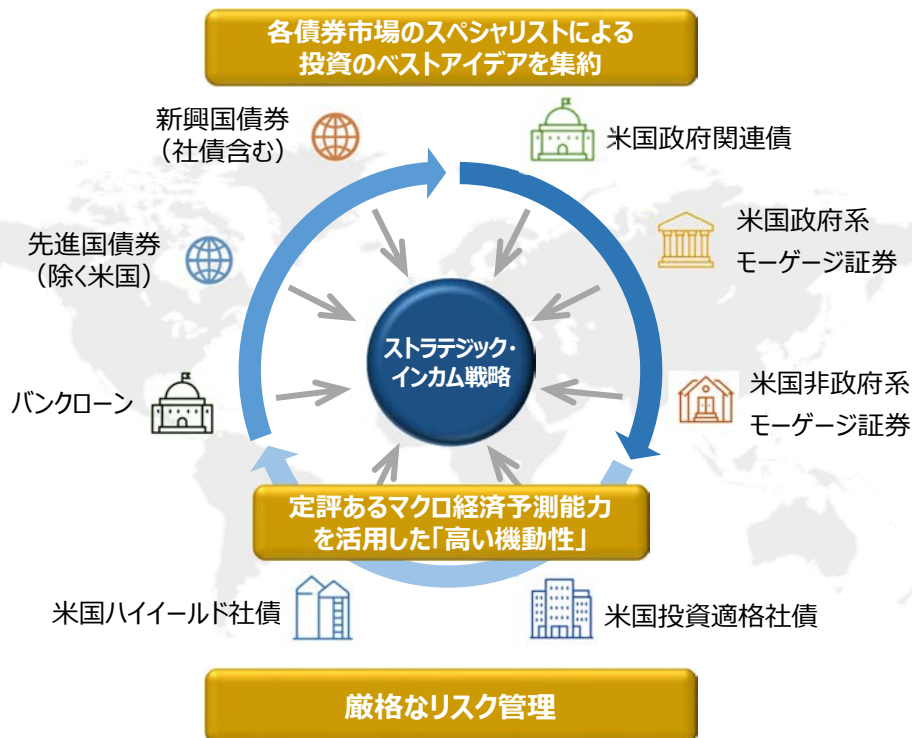 各債券市場のスペシャリストによる
投資のベストアイデアを集約
新興国債券
（社債含む）
米国政府関連債
先進国債券
（除く米国）
米国政府系
モーゲージ証券
ストラテジック・
インカム戦略
バンクローン
米国非政府系
モーゲージ証券
定評あるマクロ経済予測能力
を活用した「高い機動性」
米国ハイイールド社債
米国投資適格社債
厳格なリスク管理